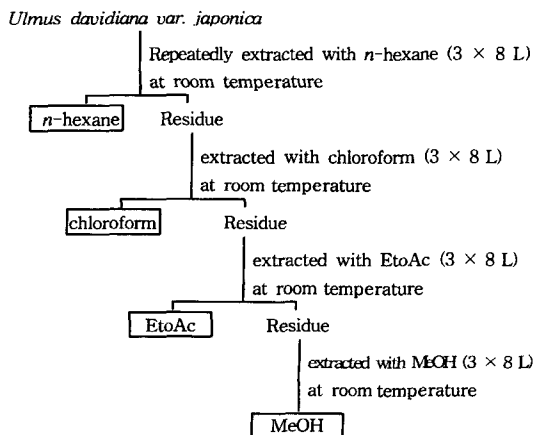 Ulmus davidiana var. japonica
Repeatedly extracted with n-hexane (3 × 8 L)
at room temperature
n-hexane Residue
extracted with chloroform (3 × 8 L)
at room temperature
chloroform Residue
extracted with EtoAc (3 × 8 L)
at room temperature
EtoAc Residue
extracted with MeOH (3 × 8 L)
at room temperature
MeOH